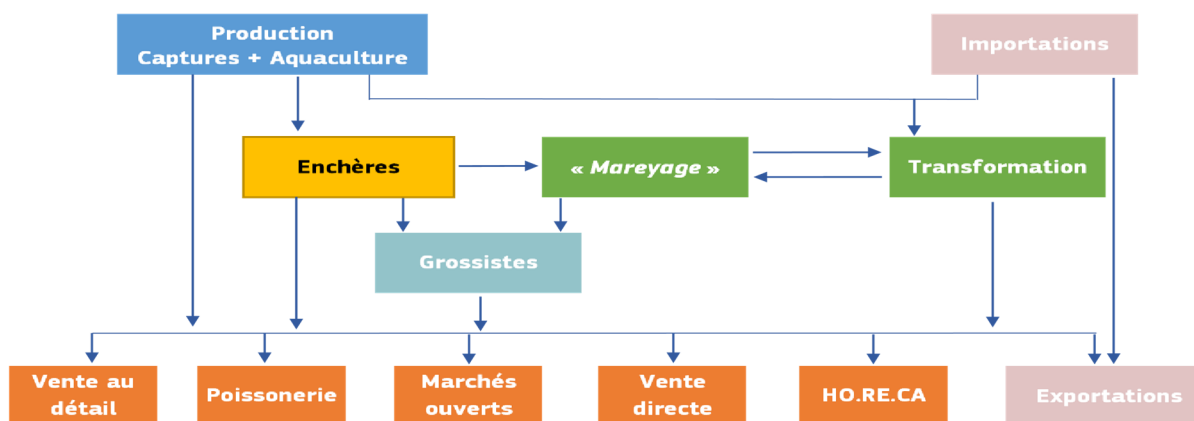 Production
Captures + Aquaculture
Importations
Enchères
« Mareyage »
Transformation
Grossistes
Vente au
détail
Poissonerie
Marchés
ouverts
Vente
directe
HO.RE.CA
Exportations